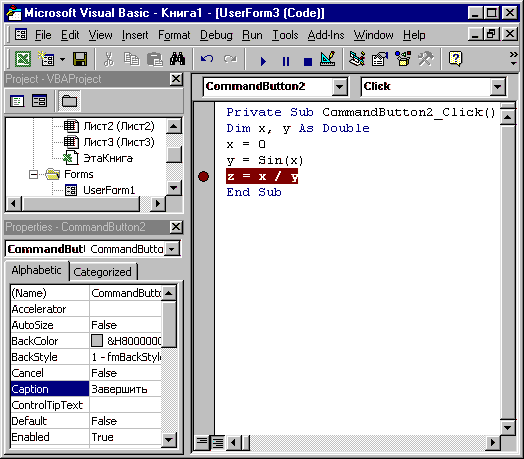 Microsoft Visual Basic - Книга1 - [UserForm3 (Code)]
File Edit View Insert Format Debug Run Tools Add-Ins Window Help
Project - VBAProject
Лист2 (Лист2)
Лист3 (Лист3)
ЭтаКнига
Forms
UserForm1
Properties - CommandButton2
CommandBut CommandButto
Alphabetic Categorized
(Name) CommandButto
Accelerator
AutoSize False
BackColor &H8000000
BackStyle 1 - fmBackStyle
Cancel False
Caption Завершить
ControlTipText
Default False
Enabled True
CommandButton2 Click
Private Sub CommandButton2_Click()
Dim x, y As Double
x = 0
y = Sin(x)
z = x / y
End Sub